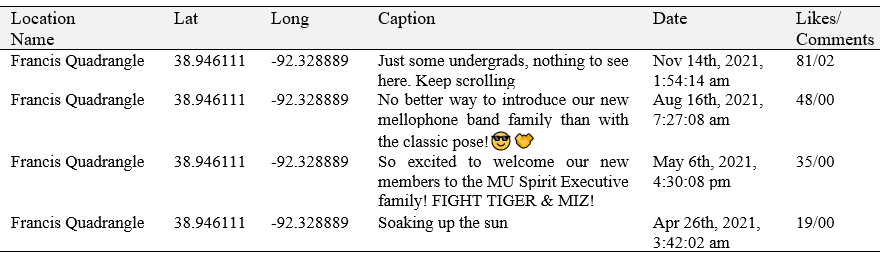 Location Name Lat Long Caption Date Likes/ Comments
Francis Quadrangle 38.946111 -92.328889 Just some undergrads, nothing to see Nov 14th, 2021, 81/02
here. Keep scrolling 1:54:14 am
Francis Quadrangle 38.946111 -92.328889 No better way to introduce our new Aug 16th, 2021, 48/00
mellophone band family than with 7:27:08 am
the classic pose!😎🤝
Francis Quadrangle 38.946111 -92.328889 So excited to welcome our new May 6th, 2021, 35/00
members to the MU Spirit Executive 4:30:08 pm
family! FIGHT TIGER & MIZ!
Francis Quadrangle 38.946111 -92.328889 Soaking up the sun Apr 26th, 2021, 19/00
3:42:02 am